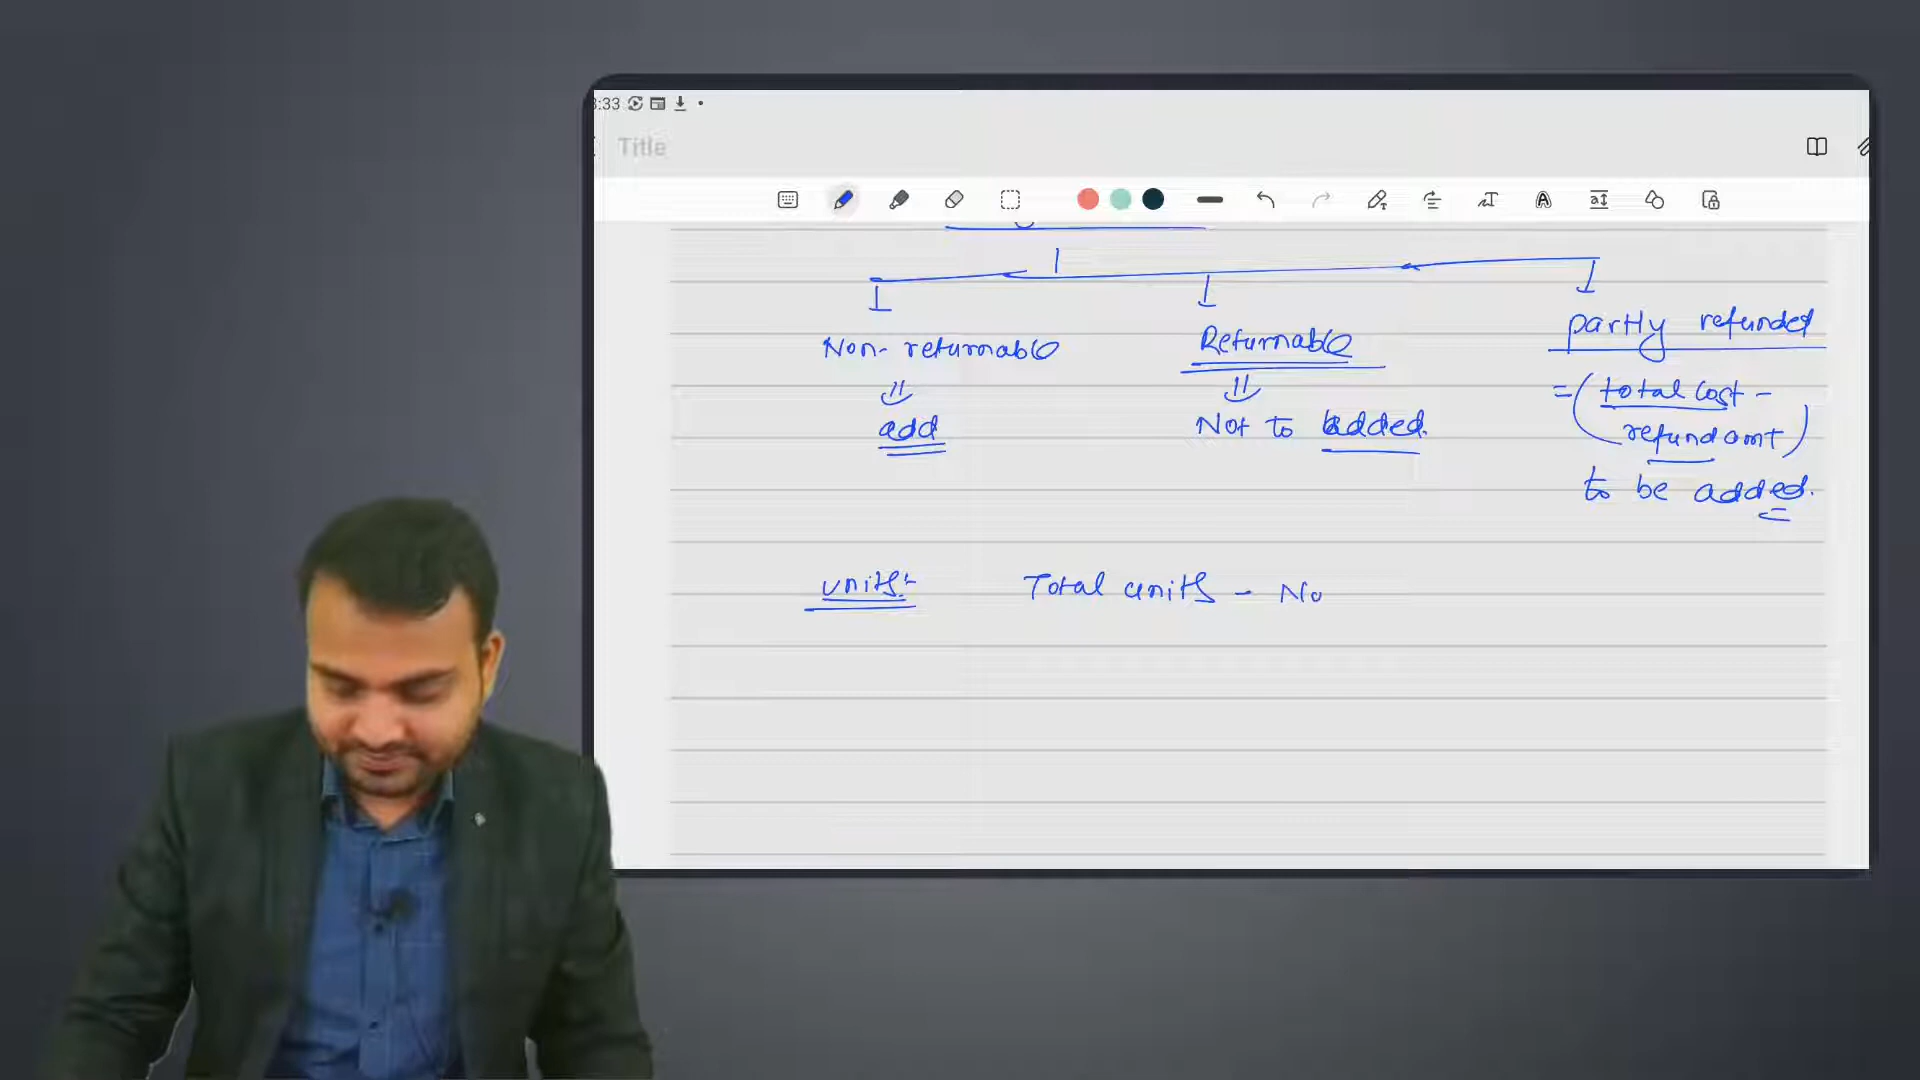 :33
Title
Non-returnable
Returnable
partly refunded
add
Not to added.
= (total cost -
refund amt)
to be added.
units:-
Total units - No